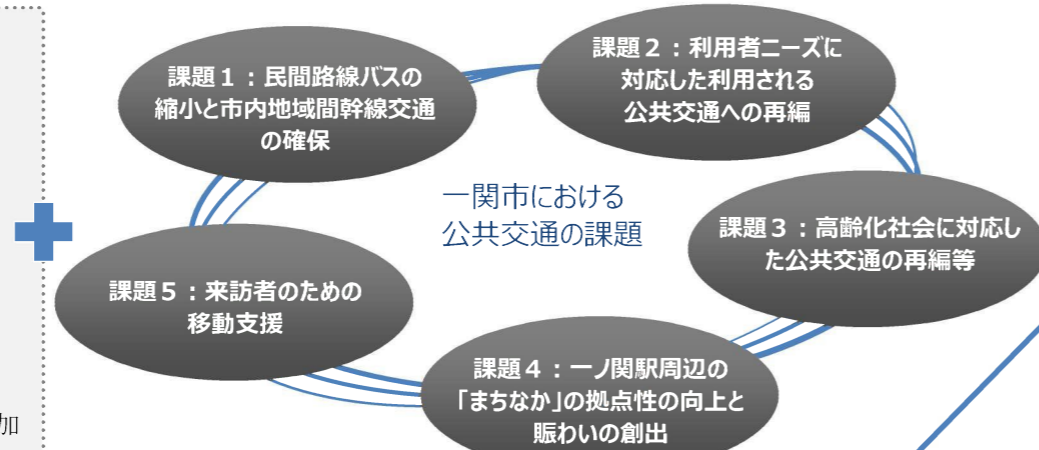 課題１：民間路線バスの
縮小と市内地域間幹線交通
の確保
課題２：利用者ニーズに
対応した利用される
公共交通への再編
一関市における
公共交通の課題
課題３：高齢化社会に対応し
た公共交通の再編等
課題５：来訪者のための
移動支援
課題４：一ノ関駅周辺の
「まちなか」の拠点性の向上と
賑わいの創出
加